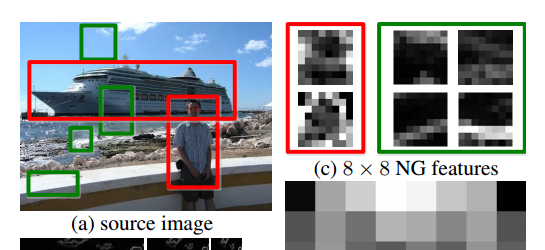 (c) 8 × 8 NG features
(a) source image